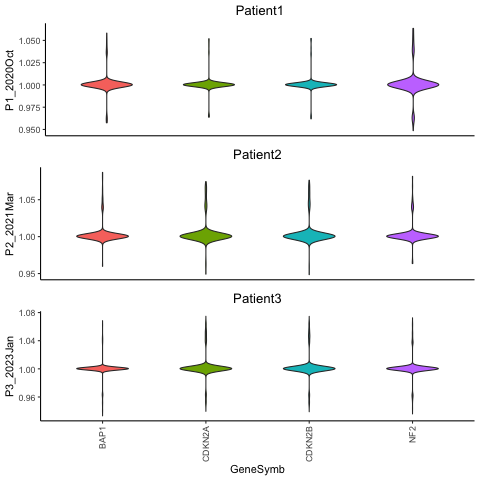 Patient1
P1_2020Oct
1.050
1.025
1.000
0.975
0.950
Patient2
P2_2021Mar
1.05
1.00
0.95
Patient3
P3_2023Jan
1.08
1.04
1.00
0.96
BAP1
CDKN2A
CDKN2B
NF2
GeneSymb